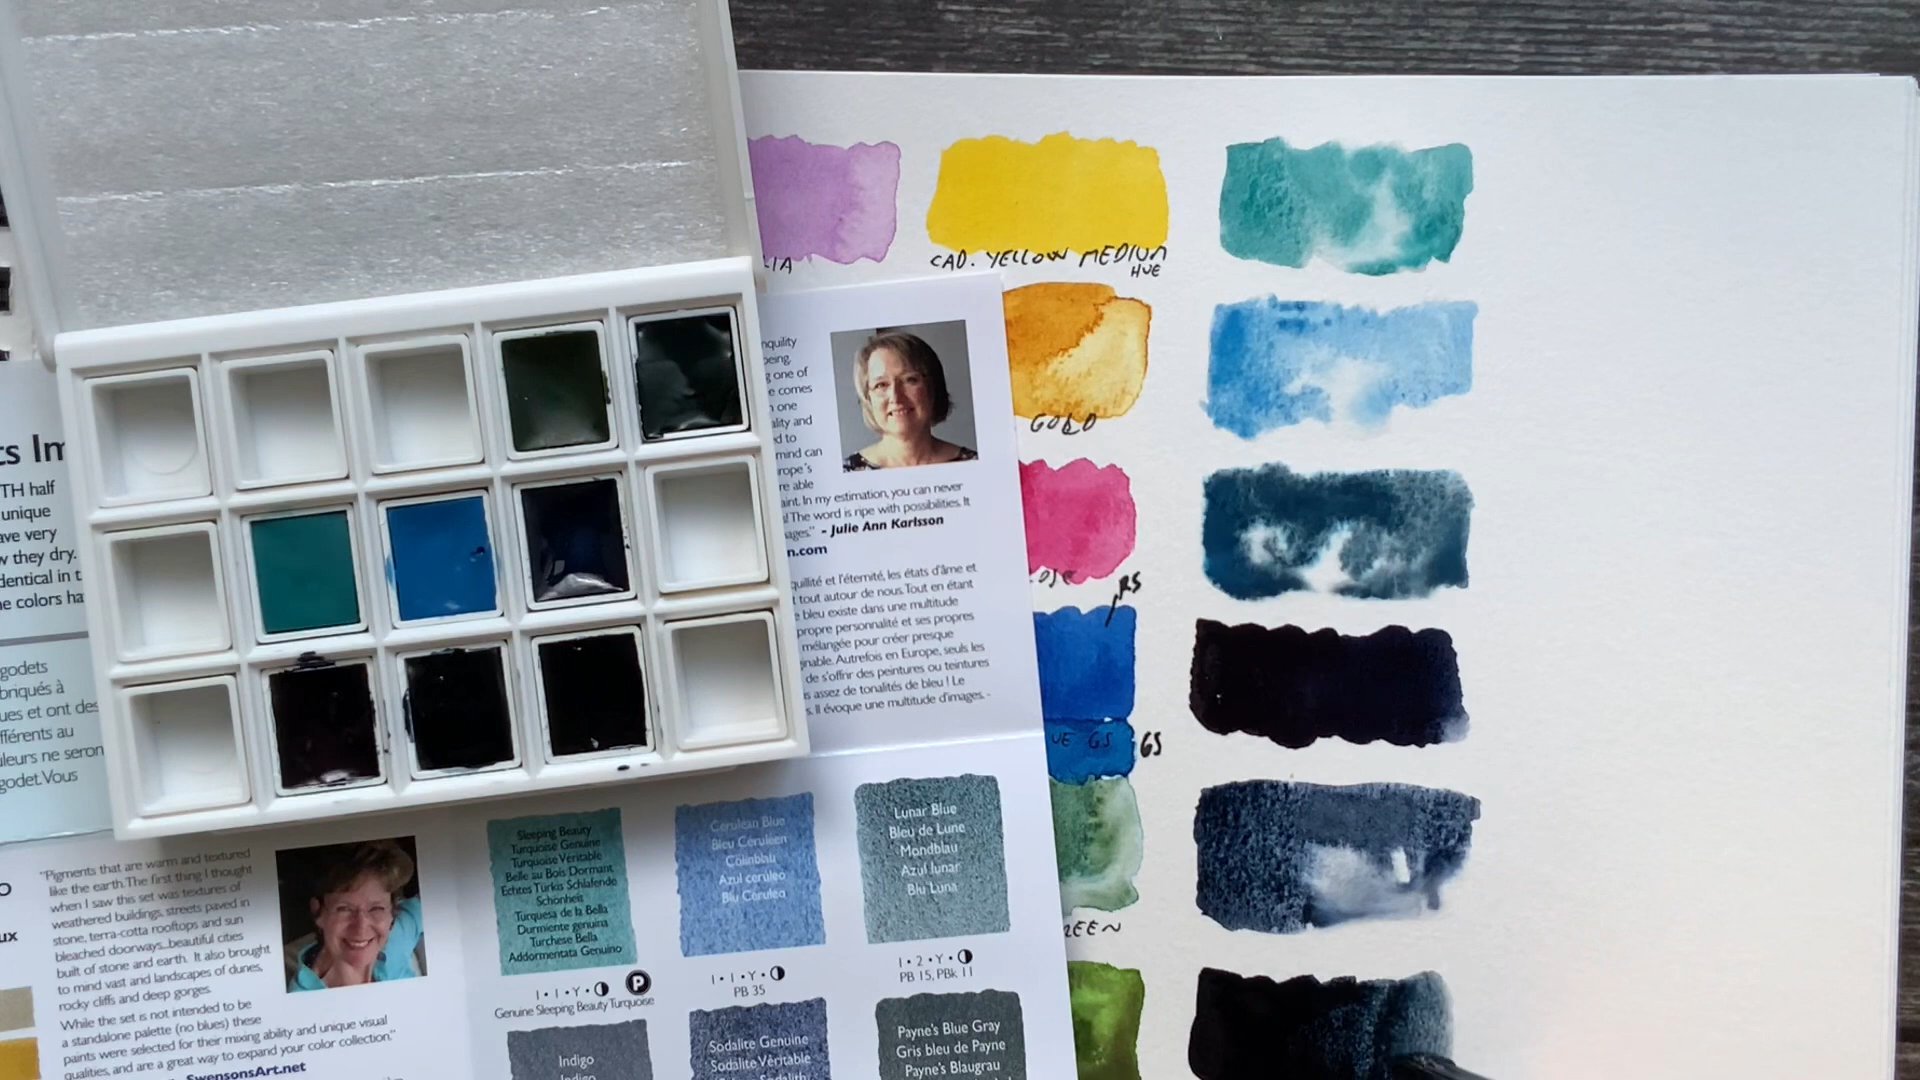 CAD. YELLOW MEDIUM
HUE
LIA
GOLD
RS
UE GS
GS
REEN
nquility
being.
g one of
e comes
n one
ality and
d to
mind can
rope's
re able
aint. In my estimation, you can never
! The word is ripe with possibilities. It
ages." - Julie Ann Karlsson
n.com
quillité et l'éternité, les états d'âme et
t tout autour de nous. Tout en étant
e bleu existe dans une multitude
propre personnalité et ses propres
mélangée pour créer presque
inable. Autrefois en Europe, seuls les
de s'offrir des peintures ou teintures
s assez de tonalités de bleu ! Le
s. Il évoque une multitude d'images. -
ts Im
TH half
unique
ave very
w they dry.
dentical in t
e colors ha
godets
briqués à
ues et ont des
fférents au
uleurs ne seron
godet. Vous
O
ux
"Pigments that are warm and textured
like the earth. The first thing I thought
when I saw this set was textures of
weathered buildings, streets paved in
stone, terra-cotta rooftops and sun
bleached doorways...beautiful cities
built of stone and earth. It also brought
to mind vast arid landscapes of dunes,
rocky cliffs and deep gorges.
While the set is not intended to be
a standalone palette (no blues) these
paints were selected for their mixing ability and unique visual
qualities, and are a great way to expand your color collection."
SwensonsArt.net
Sleeping Beauty
Turquoise Genuine
Turquoise Véritable
Belle au Bois Dormant
Echtes Türkis Schlafende
Schönheit
Turquesa de la Bella
Durmiente genuina
Turchese Bella
Addormentata Genuino
I • I • Y •
P
Genuine Sleeping Beauty Turquoise
Cerulean Blue
Bleu Céruléen
Cölinblau
Azul cerúleo
Blu Ceruleo
I • I • Y •
PB 35
Lunar Blue
Bleu de Lune
Mondblau
Azul lunar
Blu Luna
I • 2 • Y •
PB 15, PBk 11
Indigo
Sodalite Genuine
Sodalite Véritable
Payne's Blue Gray
Gris bleu de Payne
Payne's Blaugrau